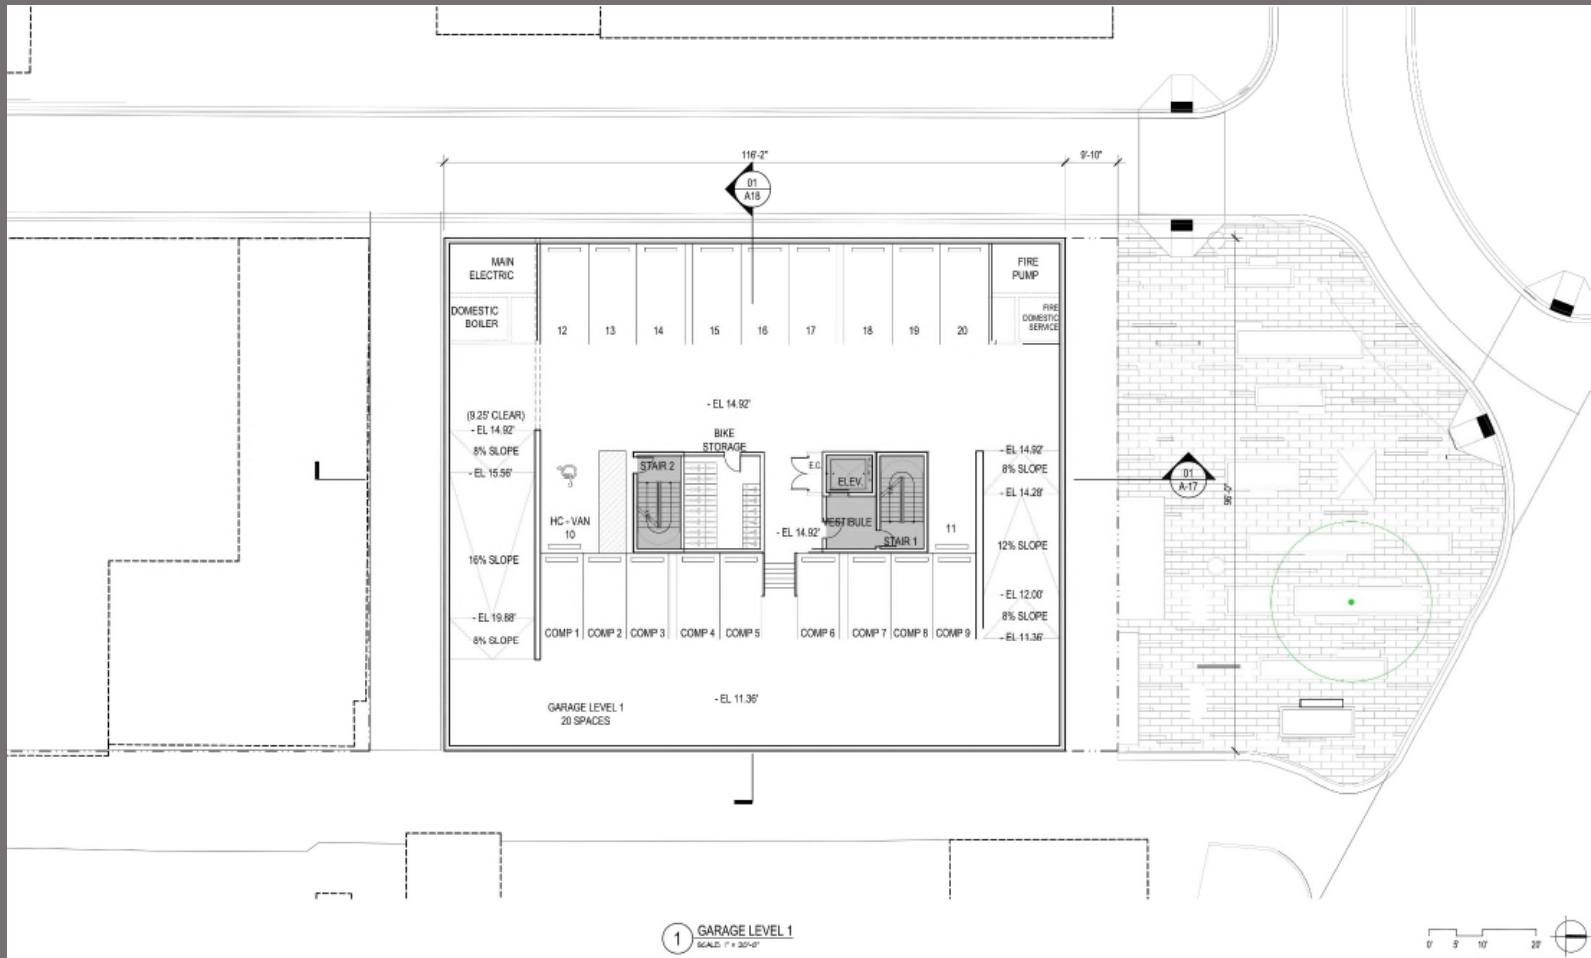 116'-2"
9'-10"
01
A18
MAIN
ELECTRIC
FIRE
PUMP
DOMESTIC
BOILER
FIRE
DOMESTIC
SERVICE
12
13
14
15
16
17
18
19
20
- EL 14.92'
(9.25' CLEAR)
- EL 14.92'
8% SLOPE
- EL 15.56'
16% SLOPE
- EL 19.88'
8% SLOPE
BIKE
STORAGE
STAIR 2
HC - VAN
10
E.C.
ELEV.
VESTIBULE
STAIR 1
- EL 14.92'
11
- EL 14.92'
8% SLOPE
- EL 14.28'
12% SLOPE
- EL 12.00'
8% SLOPE
- EL 11.36'
01
A-17
96'-0"
COMP 1
COMP 2
COMP 3
COMP 4
COMP 5
COMP 6
COMP 7
COMP 8
COMP 9
- EL 11.36'
GARAGE LEVEL 1
20 SPACES
1
GARAGE LEVEL 1
SCALE: 1" = 20'-0"
0'
5'
10'
20'